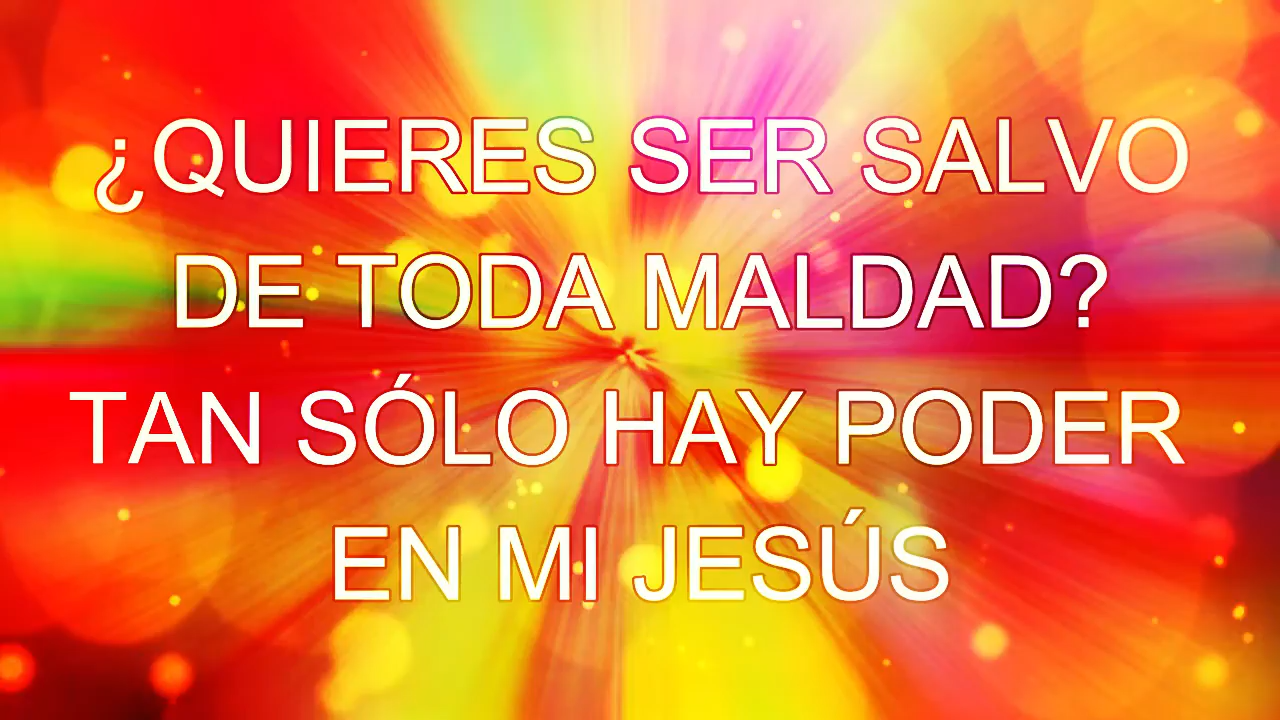 ¿QUIERES SER SALVO
DE TODA MALDAD?
TAN SÓLO HAY PODER
EN MI JESÚS